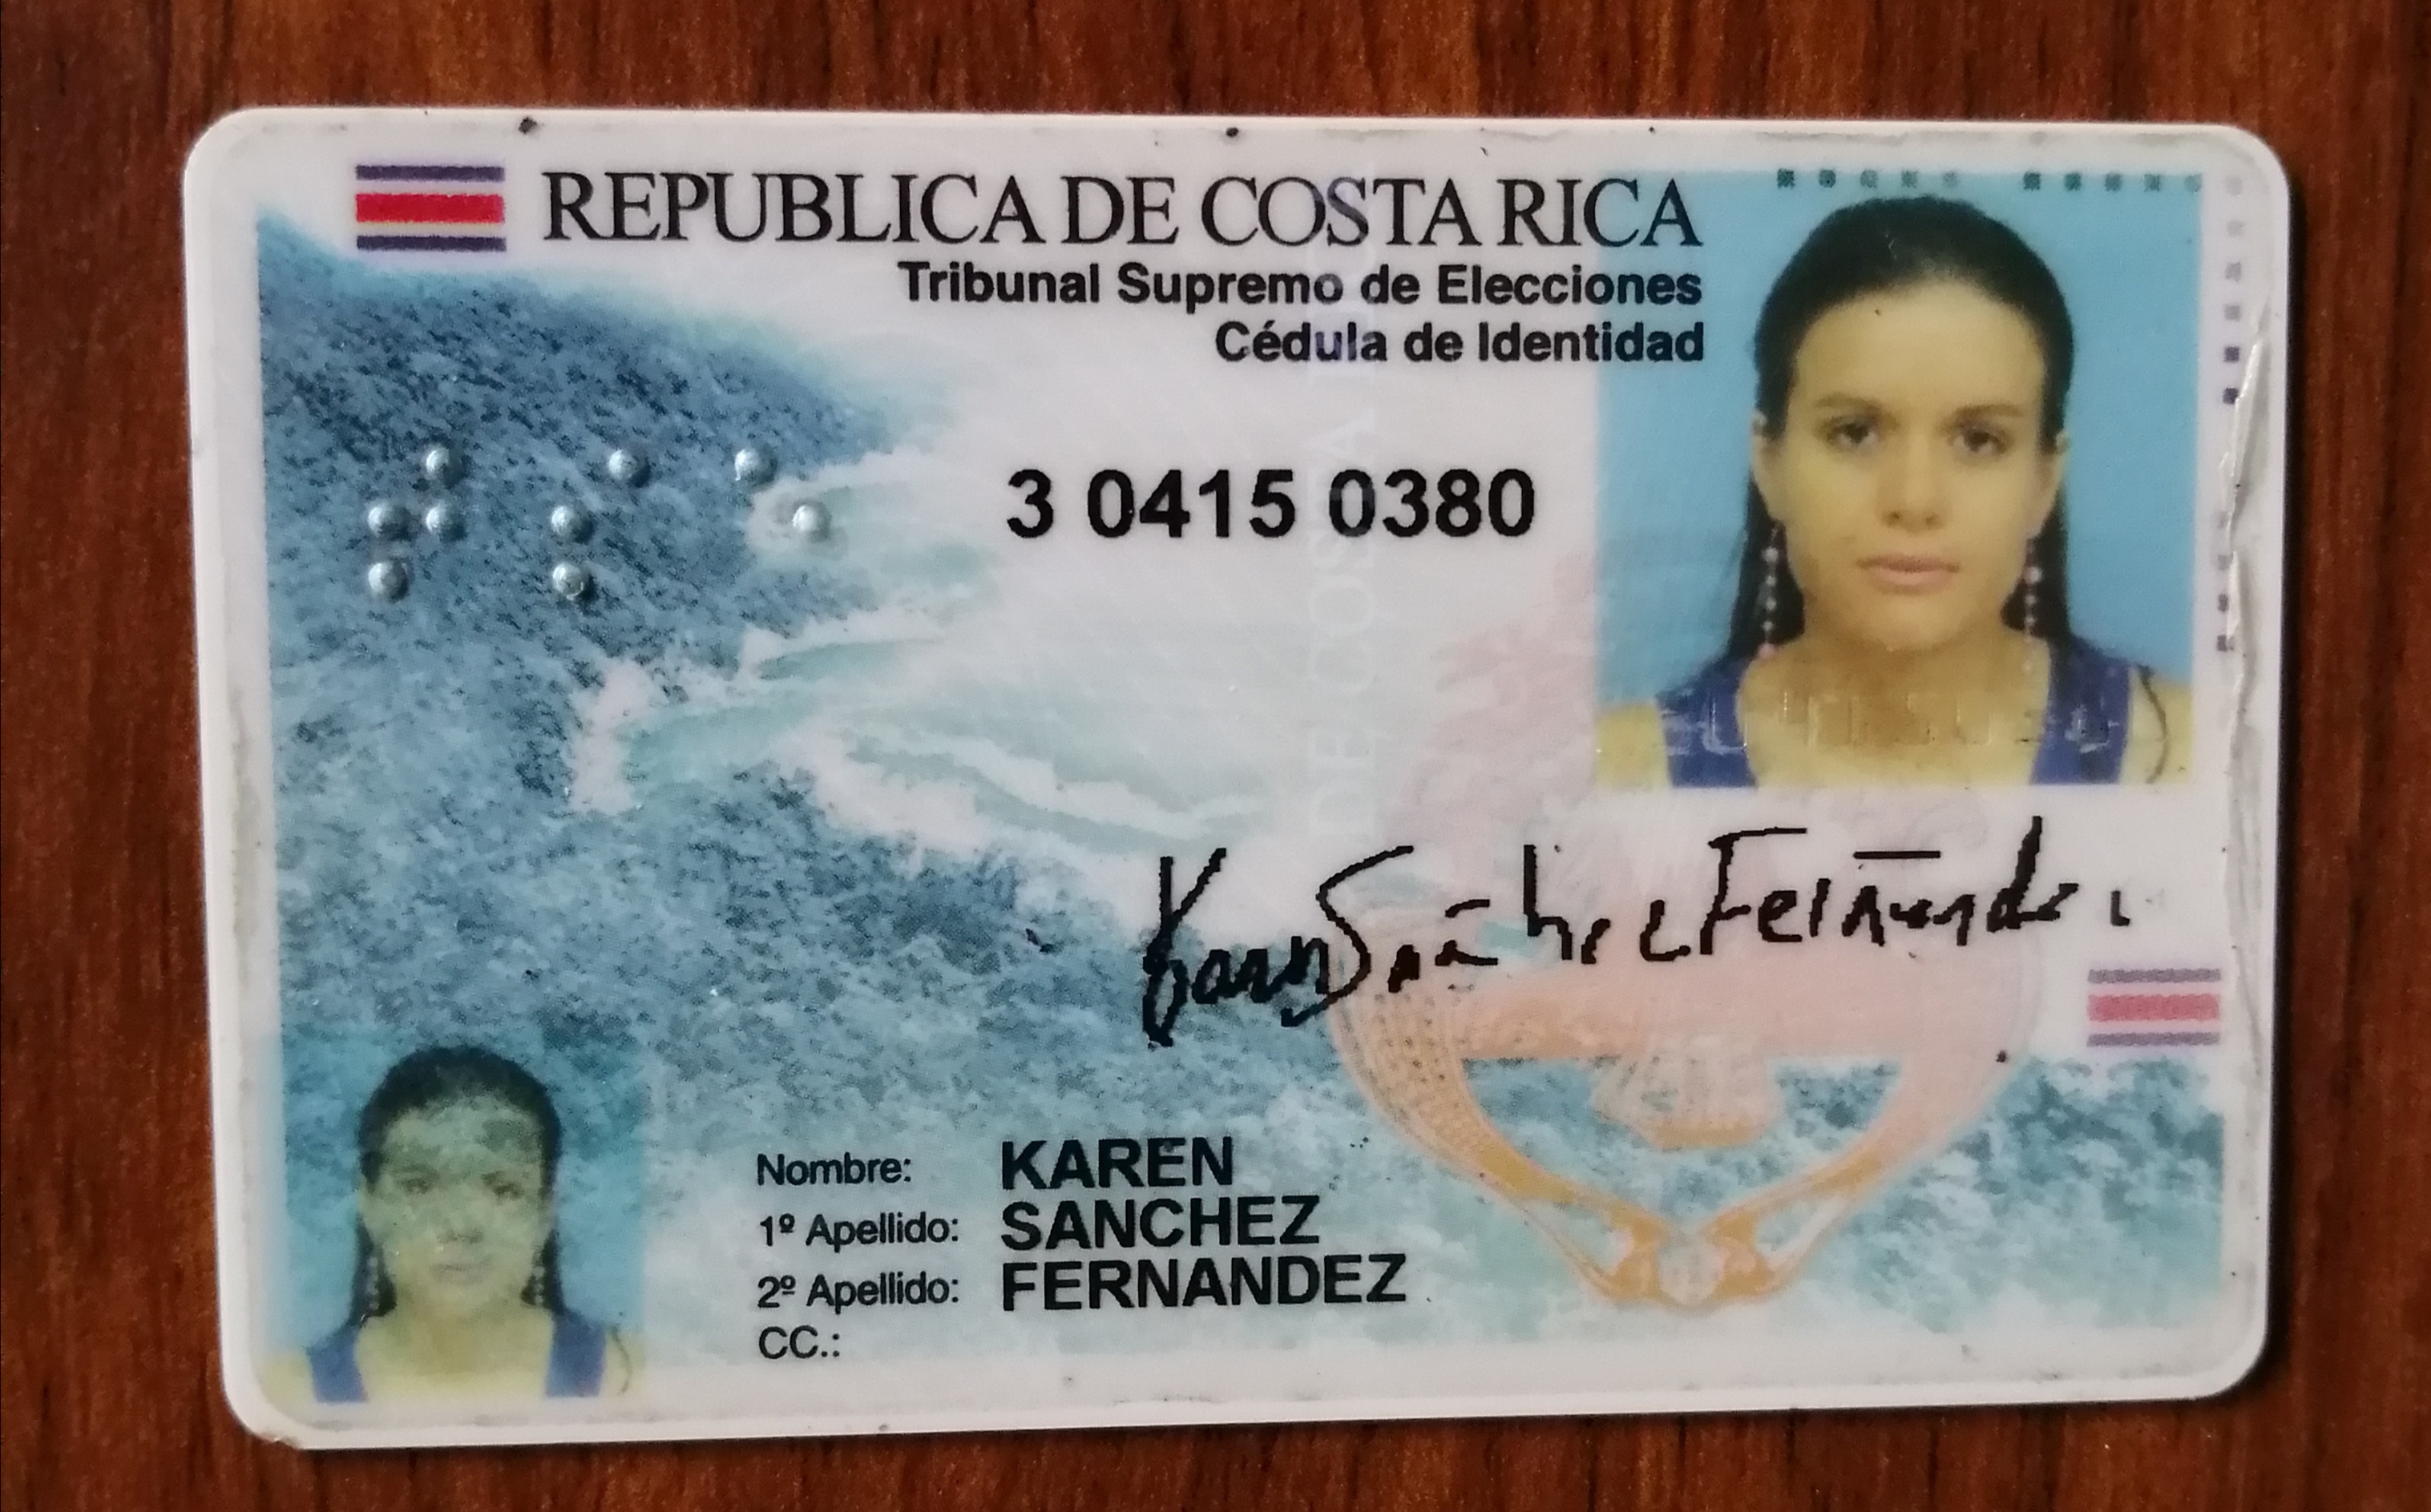 REPUBLICA DE COSTA RICA
Tribunal Supremo de Elecciones
Cédula de Identidad
3 0415 0380
Karen Sánchez Fernández
Nombre: KAREN
1º Apellido: SANCHEZ
2º Apellido: FERNANDEZ
CC.: